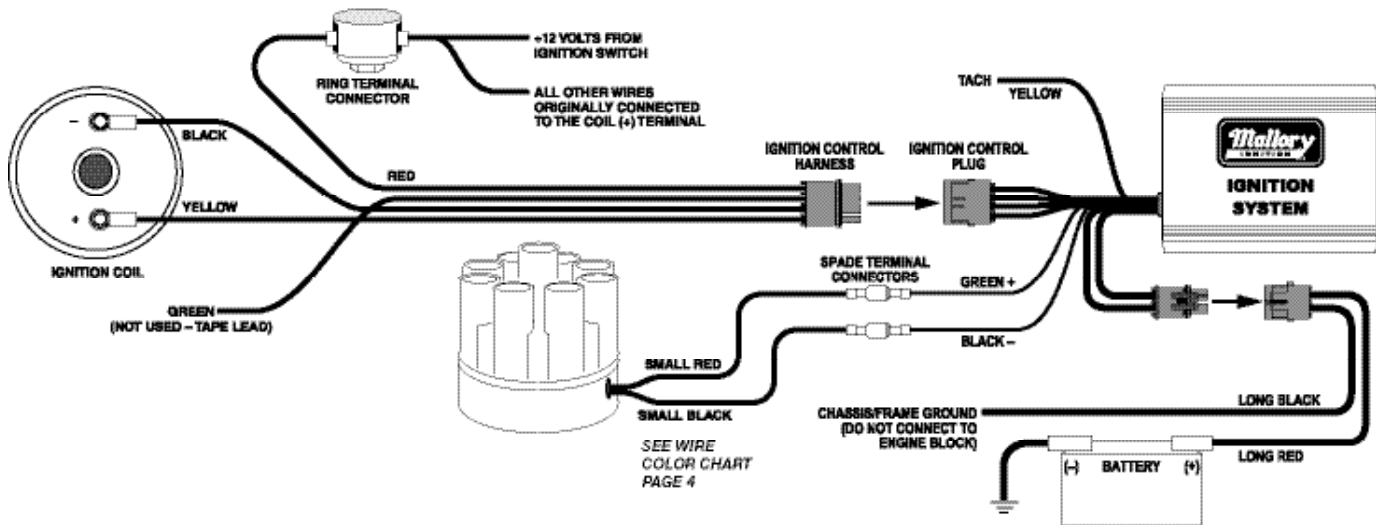 +12 VOLTS FROM
IGNITION SWITCH
RING TERMINAL
CONNECTOR
ALL OTHER WIRES
ORIGINALLY CONNECTED
TO THE COIL (+) TERMINAL
TACH
YELLOW
–
BLACK
RED
IGNITION CONTROL
HARNESS
IGNITION CONTROL
PLUG
Mallory
IGNITION
IGNITION
SYSTEM
+
YELLOW
IGNITION COIL
GREEN
(NOT USED – TAPE LEAD)
SPADE TERMINAL
CONNECTORS
GREEN +
BLACK –
SMALL RED
SMALL BLACK
SEE WIRE
COLOR CHART
PAGE 4
CHASSIS/FRAME GROUND
(DO NOT CONNECT TO
ENGINE BLOCK)
LONG BLACK
LONG RED
(–) BATTERY (+)